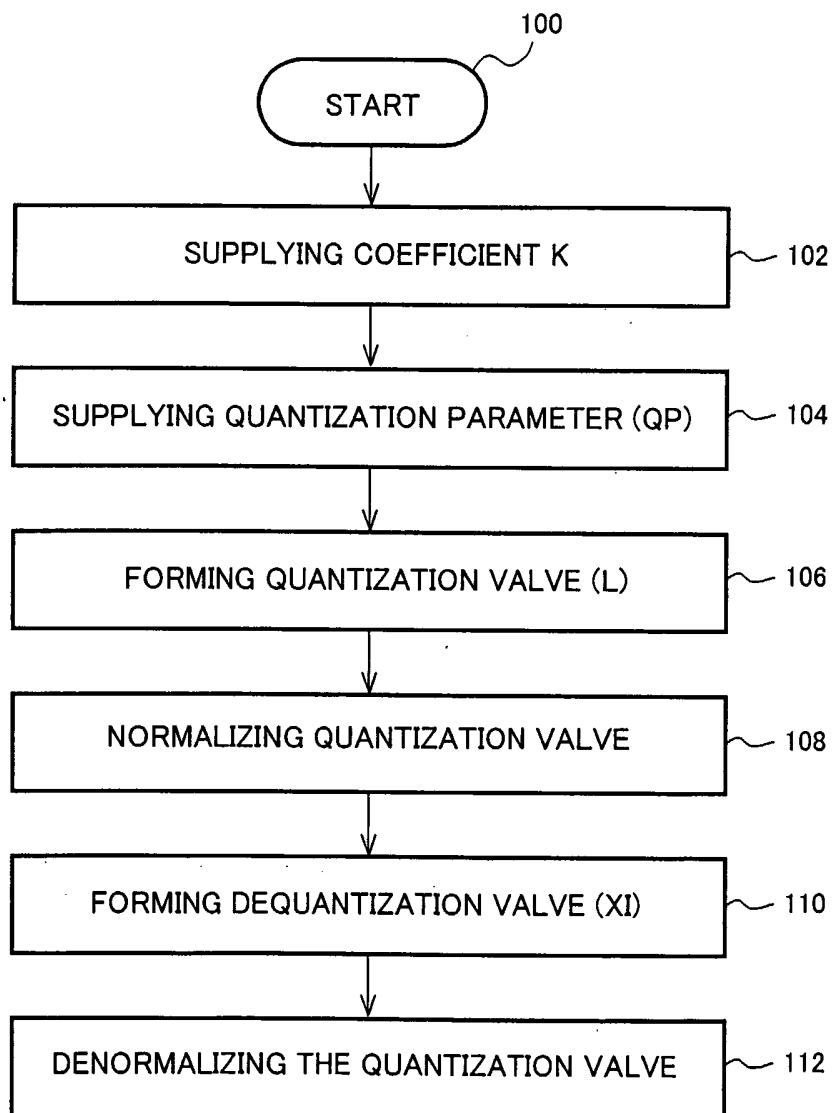 100
START
SUPPLYING COEFFICIENT K
102
SUPPLYING QUANTIZATION PARAMETER (QP)
104
FORMING QUANTIZATION VALVE (L)
106
NORMALIZING QUANTIZATION VALVE
108
FORMING DEQUANTIZATION VALVE (XI)
110
DENORMALIZING THE QUANTIZATION VALVE
112